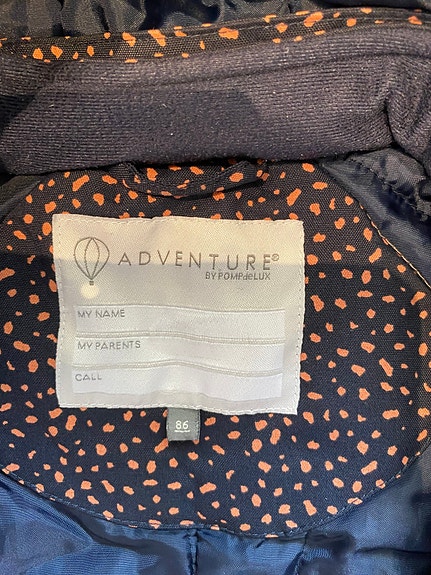 ADVENTURE®
BY POMPdeLUX
MY NAME
MY PARENTS
CALL
86